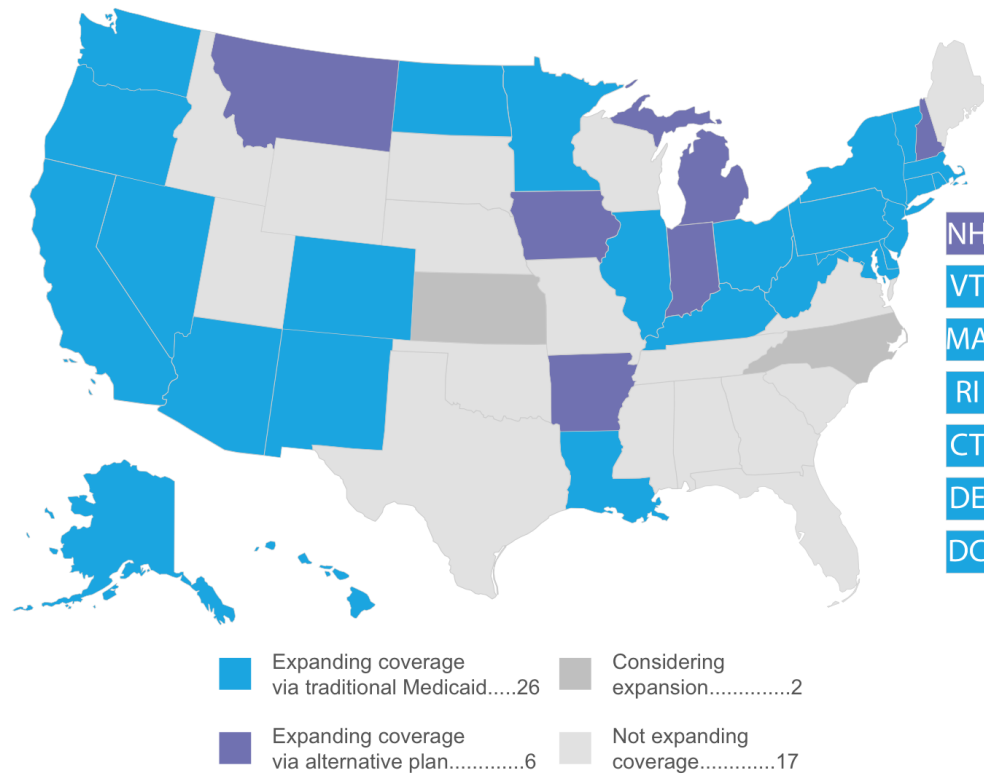 NH
VT
MA
RI
CT
DE
DC
Expanding coverage
via traditional Medicaid.....26
Considering
expansion.............2
Expanding coverage
via alternative plan.........6
Not expanding
coverage...........17